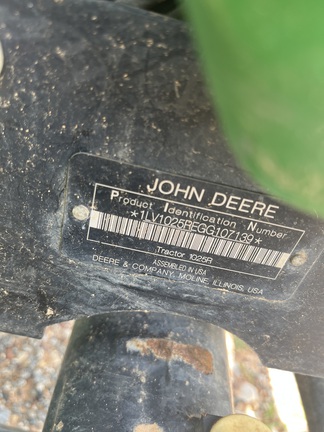 JOHN DEERE
Product Identification Number
*1LV1025REGG107139*
Tractor 1025R
ASSEMBLED IN USA
DEERE & COMPANY, MOLINE, ILLINOIS, USA